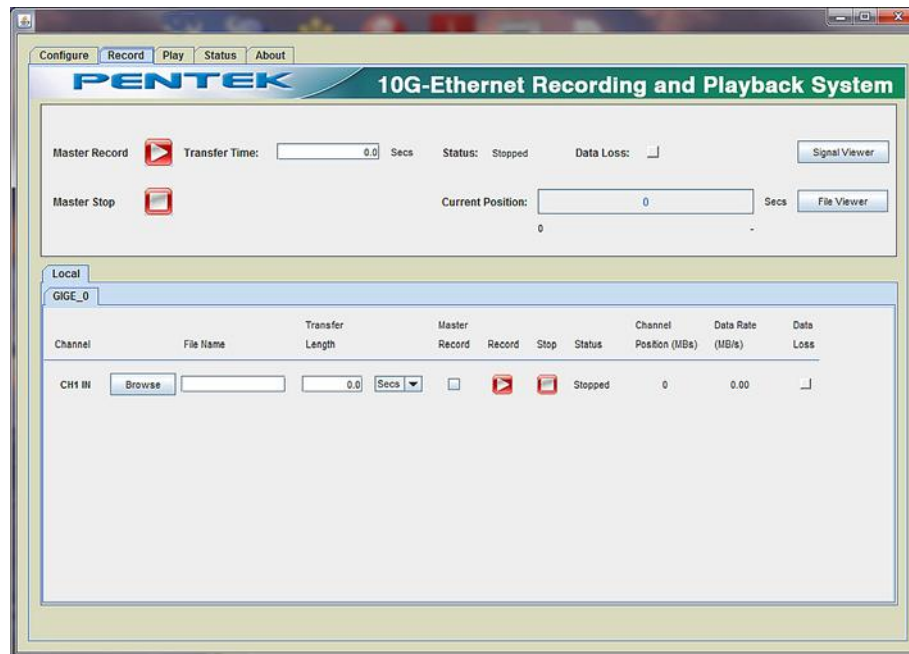 Configure Record Play Status About
PENTEK 10G-Ethernet Recording and Playback System
Master Record Transfer Time: 0.0 Secs Status: Stopped Data Loss: Signal Viewer
Master Stop Current Position: 0 Secs File Viewer
0 -
Local
GIGE_0
Channel File Name Transfer Length Master Record Record Stop Status Channel Position (MBs) Data Rate (MB/s) Data Loss
CH1 IN Browse 0.0 Secs Stopped 0 0.00